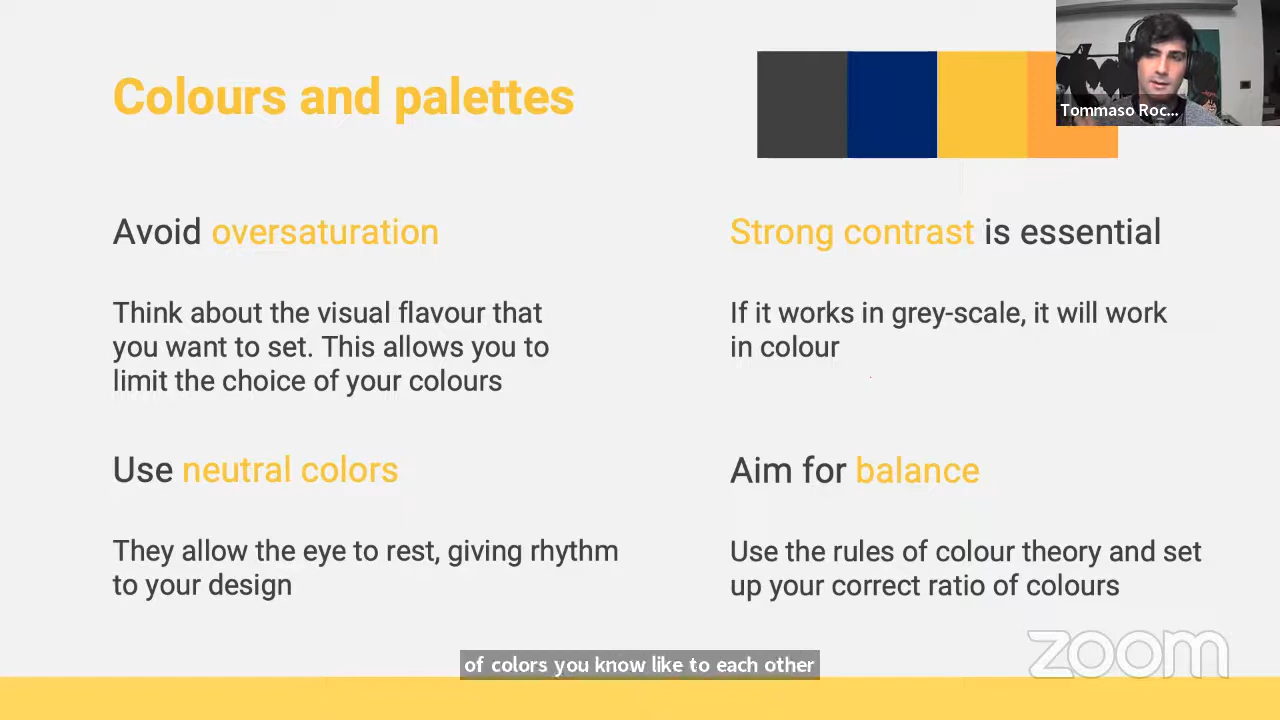 Colours and palettes
Tommaso Roc...
Avoid oversaturation
Think about the visual flavour that
you want to set. This allows you to
limit the choice of your colours
Strong contrast is essential
If it works in grey-scale, it will work
in colour
Use neutral colors
They allow the eye to rest, giving rhythm
to your design
Aim for balance
Use the rules of colour theory and set
up your correct ratio of colours
zoom
of colors you know like to each other